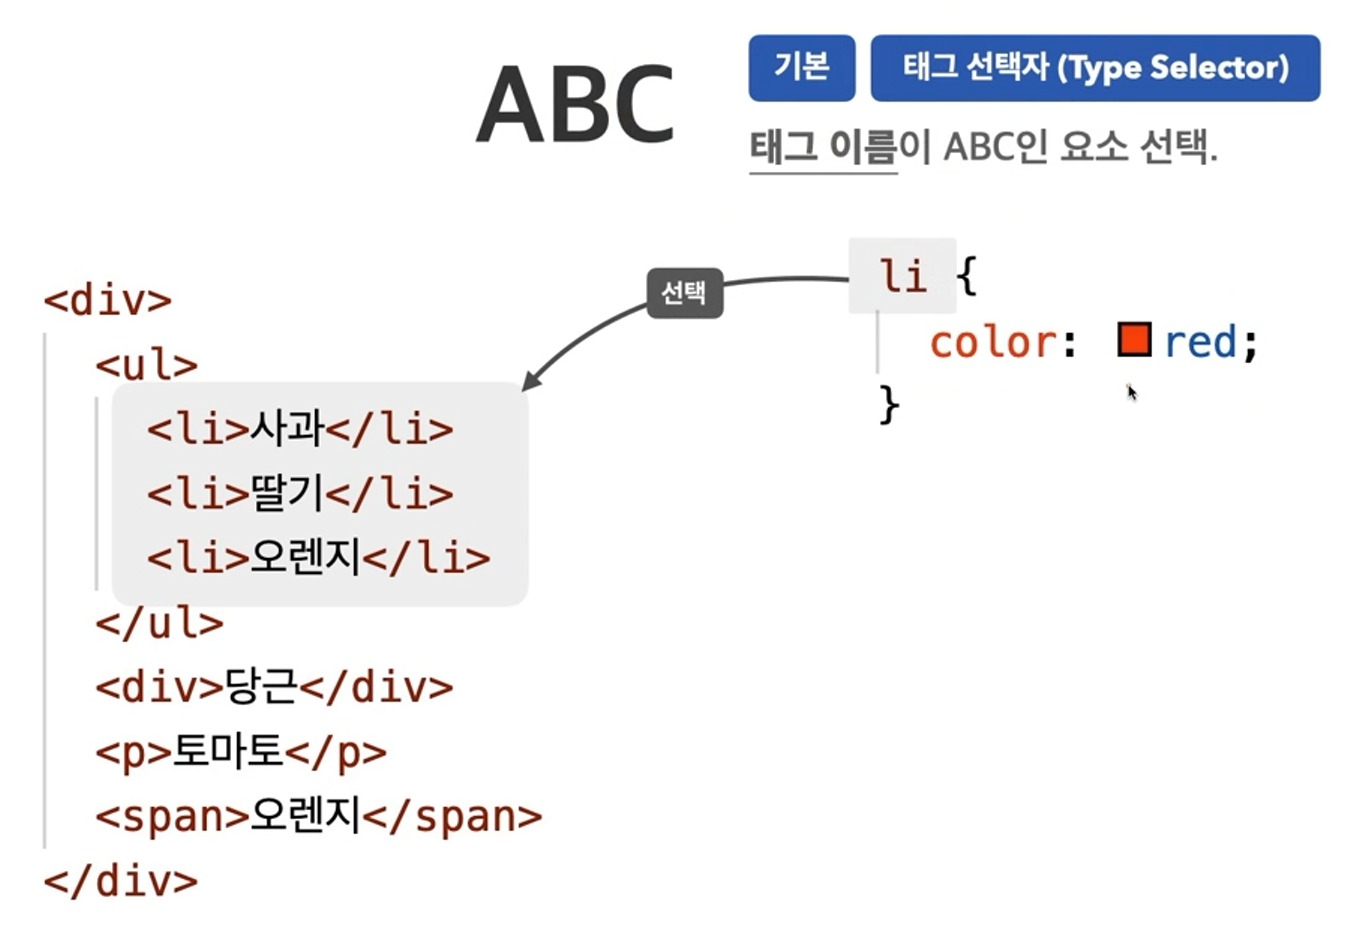 ABC
기본
태그 선택자 (Type Selector)
태그 이름이 ABC인 요소 선택.
<div>
<ul>
<li>사과</li>
<li>딸기</li>
<li>오렌지</li>
</ul>
<div>당근</div>
<p>토마토</p>
<span>오렌지</span>
</div>
선택
li {
color: red;
}